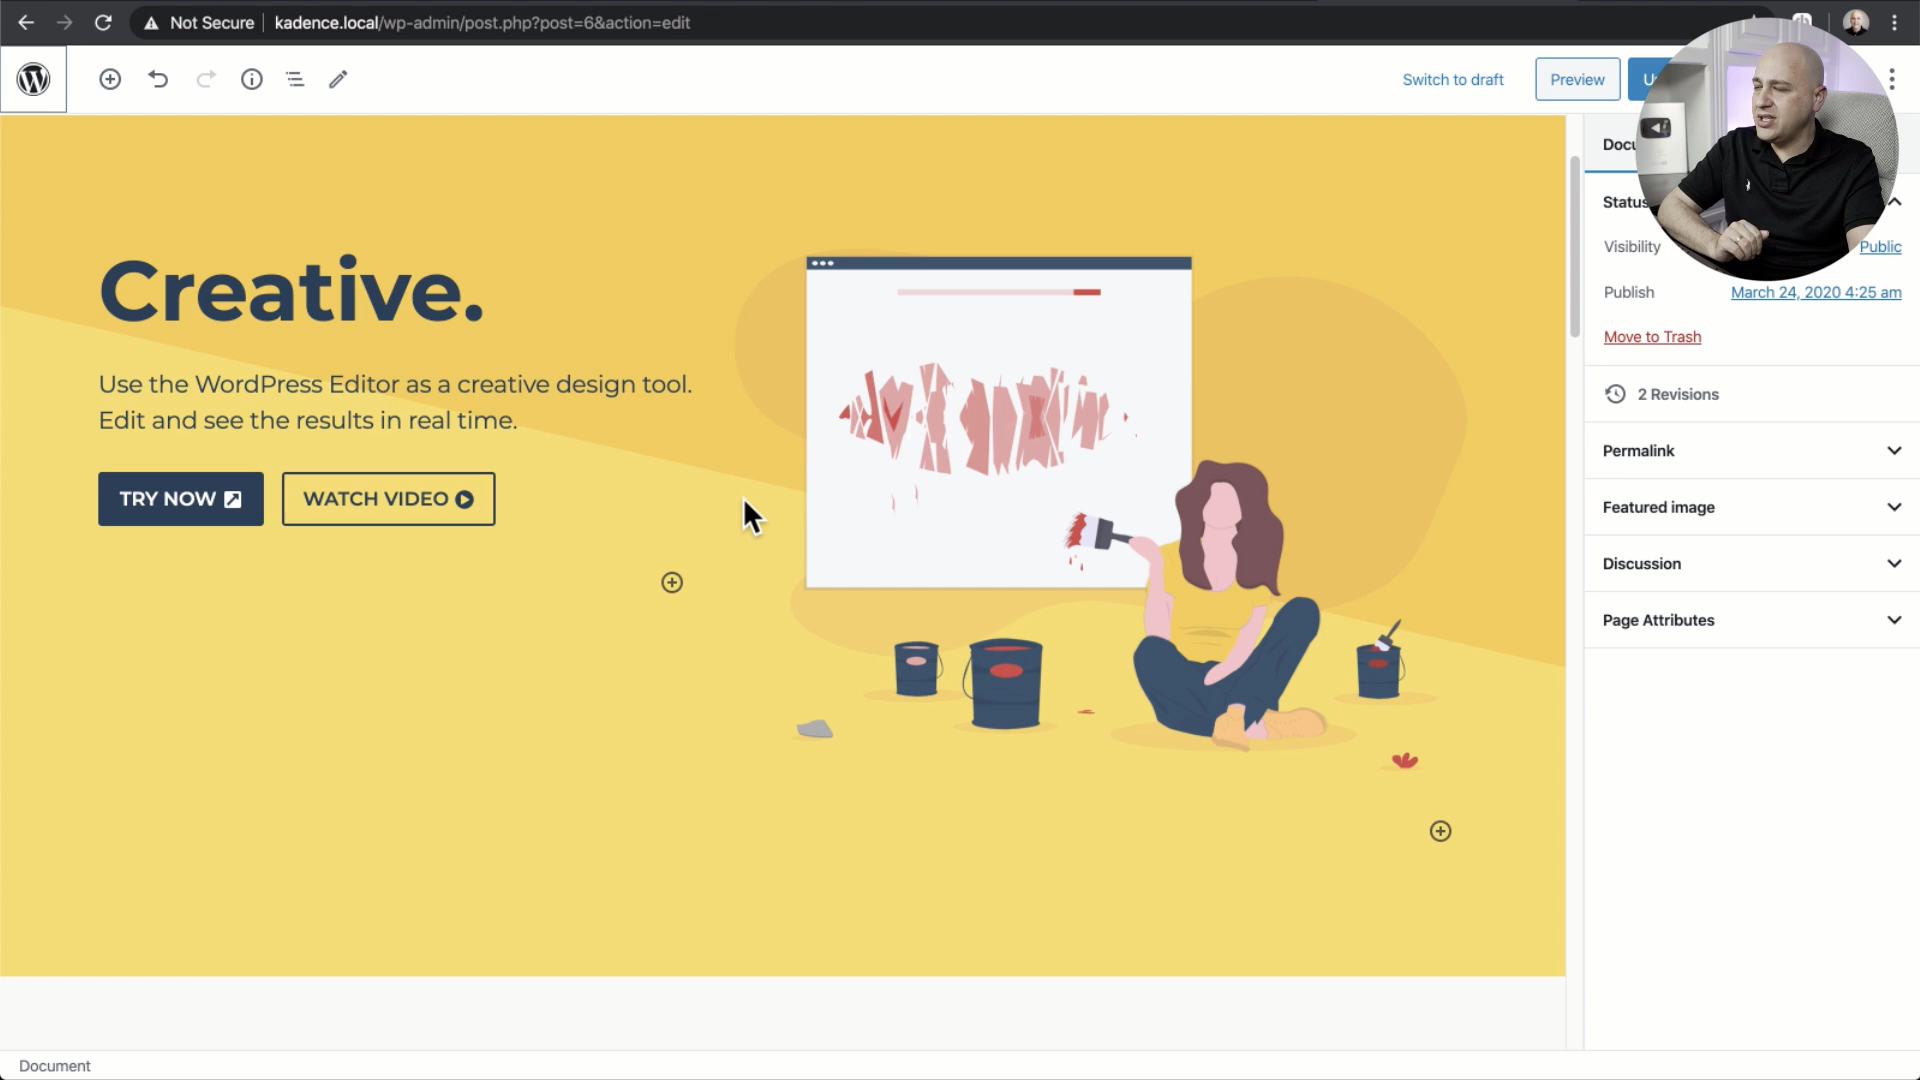 Not Secure
kadence.local/wp-admin/post.php?post=6&action=edit
Switch to draft
Preview
U
Docu
Status
Visibility
Public
Creative.
Publish
March 24, 2020 4:25 am
Move to Trash
Use the WordPress Editor as a creative design tool.
Edit and see the results in real time.
2 Revisions
Permalink
TRY NOW
WATCH VIDEO
Featured image
Discussion
Page Attributes
Document